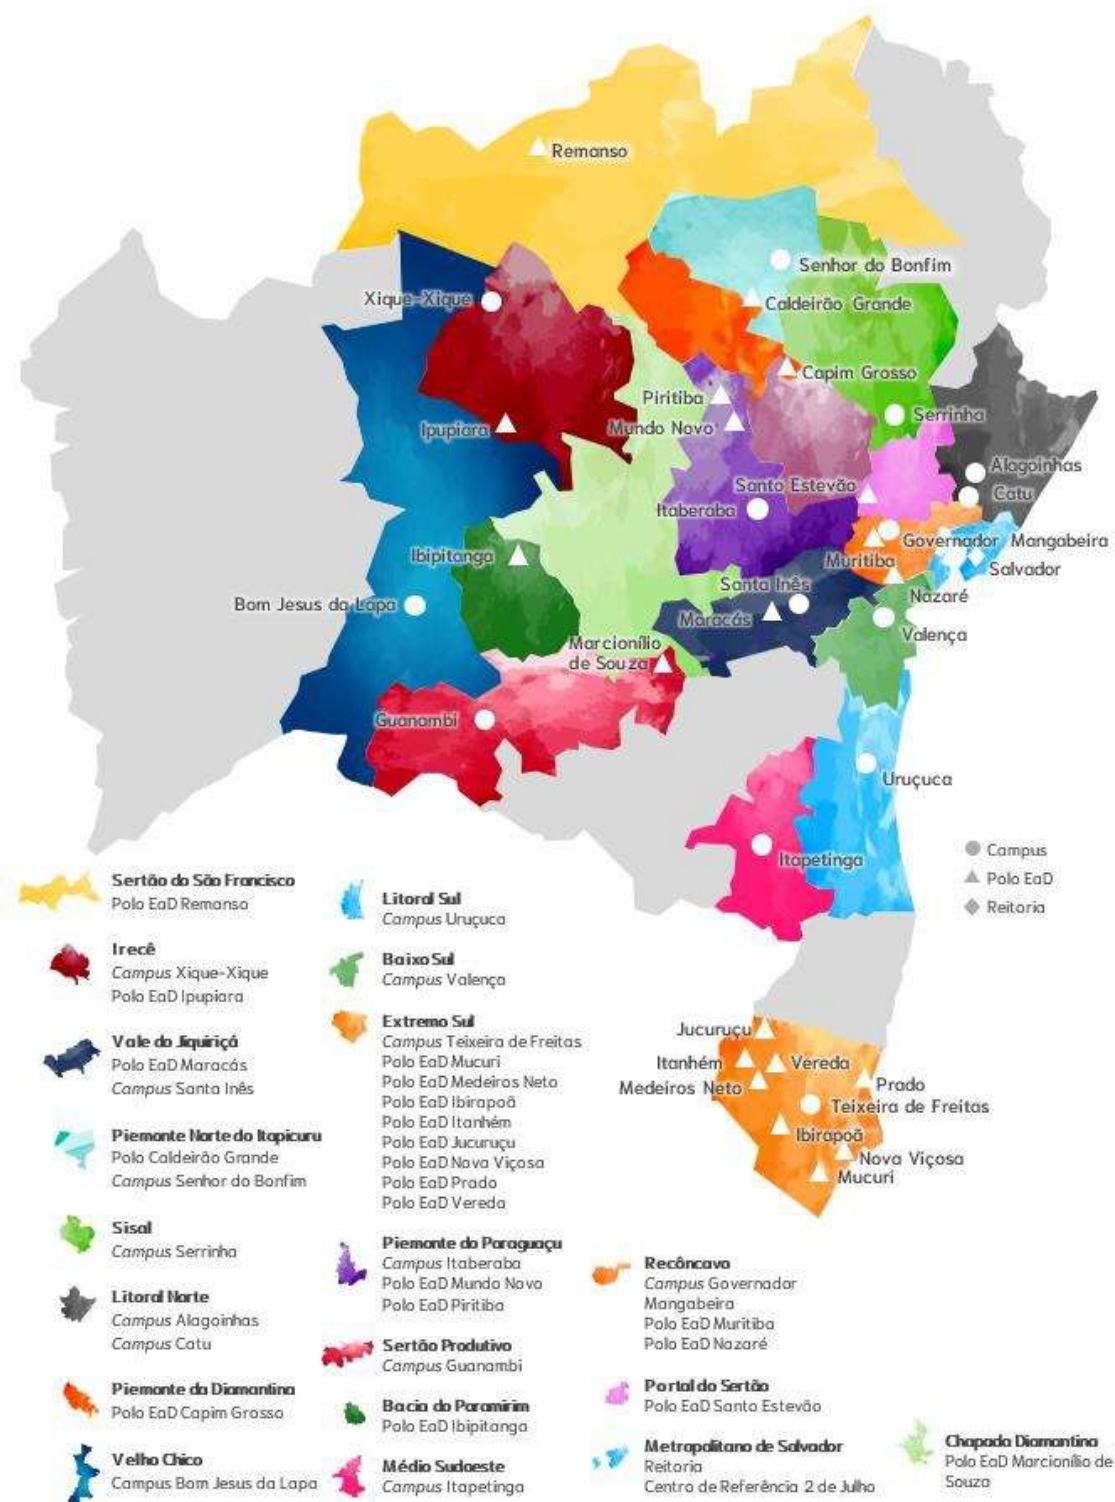 Remanso
Senhor do Bonfim
Xique-Xique
Caldeirão Grande
Capim Grosso
Piritiba
Serrinha
Ipupiara
Mundo Novo
Alagoinhas
Santo Estevão
Catu
Itaberaba
Governador Mangabeira
Ibipitanga
Muritiba
Salvador
Santa Inês
Nazaré
Bom Jesus da Lapa
Maracás
Valença
Marcionílio
de Souza
Guanambi
Uruçuca
Itapetinga
Campus
Polo EaD
Reitoria
Jucuruçu
Itanhém
Vereda
Medeiros Neto
Prado
Teixeira de Freitas
Ibirapoã
Nova Viçosa
Mucuri
Sertão do São Francisco
Polo EaD Remanso
Irecê
Campus Xique-Xique
Polo EaD Ipupiara
Vale do Jiquiriçá
Polo EaD Maracás
Campus Santa Inês
Piemonte Norte do Itapicuru
Polo Caldeirão Grande
Campus Senhor do Bonfim
Sisal
Campus Serrinha
Litoral Norte
Campus Alagoinhas
Campus Catu
Piemonte da Diamantina
Polo EaD Capim Grosso
Velho Chico
Campus Bom Jesus da Lapa
Litoral Sul
Campus Uruçuca
Baixo Sul
Campus Valença
Extremo Sul
Campus Teixeira de Freitas
Polo EaD Mucuri
Polo EaD Medeiros Neto
Polo EaD Ibirapoã
Polo EaD Itanhém
Polo EaD Jucuruçu
Polo EaD Nova Viçosa
Polo EaD Prado
Polo EaD Vereda
Piemonte do Paraguaçu
Campus Itaberaba
Polo EaD Mundo Novo
Polo EaD Piritiba
Sertão Produtivo
Campus Guanambi
Bacia do Paramirim
Polo EaD Ibipitanga
Médio Sudoeste
Campus Itapetinga
Recôncavo
Campus Governador
Mangabeira
Polo EaD Muritiba
Polo EaD Nazaré
Portal do Sertão
Polo EaD Santo Estevão
Metropolitano de Salvador
Reitoria
Centro de Referência 2 de Julho
Chapada Diamantina
Polo EaD Marcionílio de
Souza